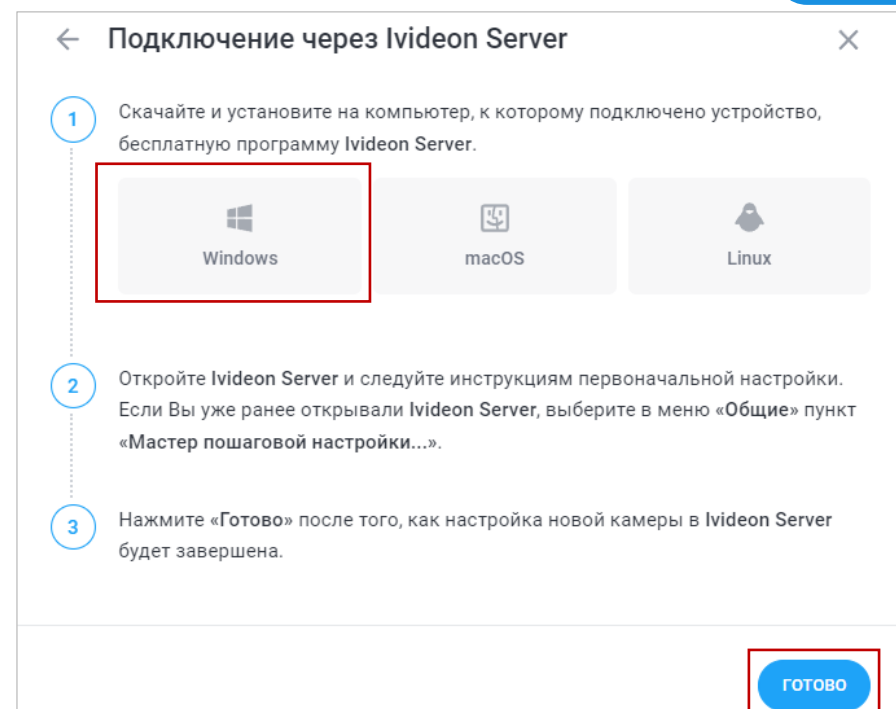 Подключение через Ivideon Server
1
Скачайте и установите на компьютер, к которому подключено устройство,
бесплатную программу Ivideon Server.
Windows
macOS
Linux
2
Откройте Ivideon Server и следуйте инструкциям первоначальной настройки.
Если Вы уже ранее открывали Ivideon Server, выберите в меню «Общие» пункт
«Мастер пошаговой настройки...».
3
Нажмите «Готово» после того, как настройка новой камеры в Ivideon Server
будет завершена.
ГОТОВО